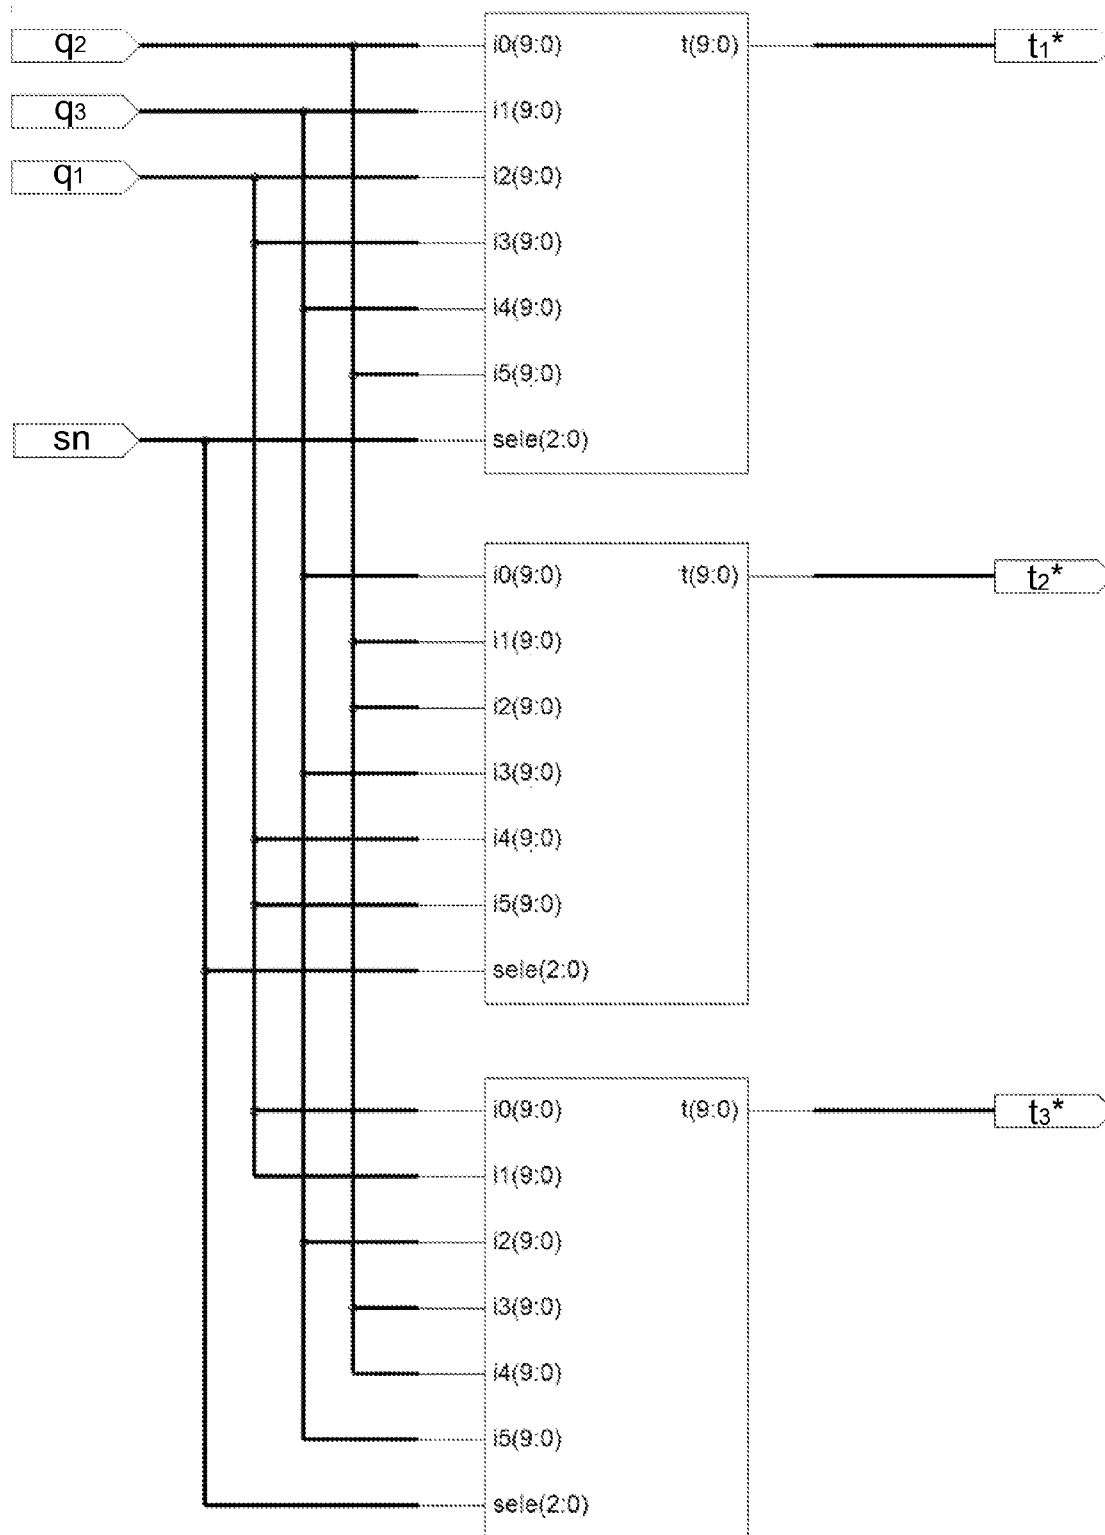 q2 i0(9:0) t(9:0) t1*
q3 i1(9:0)
q1 i2(9:0)
i3(9:0)
i4(9:0)
i5(9:0)
sn sele(2:0)
i0(9:0) t(9:0) t2*
i1(9:0)
i2(9:0)
i3(9:0)
i4(9:0)
i5(9:0)
sele(2:0)
i0(9:0) t(9:0) t3*
i1(9:0)
i2(9:0)
i3(9:0)
i4(9:0)
i5(9:0)
sele(2:0)